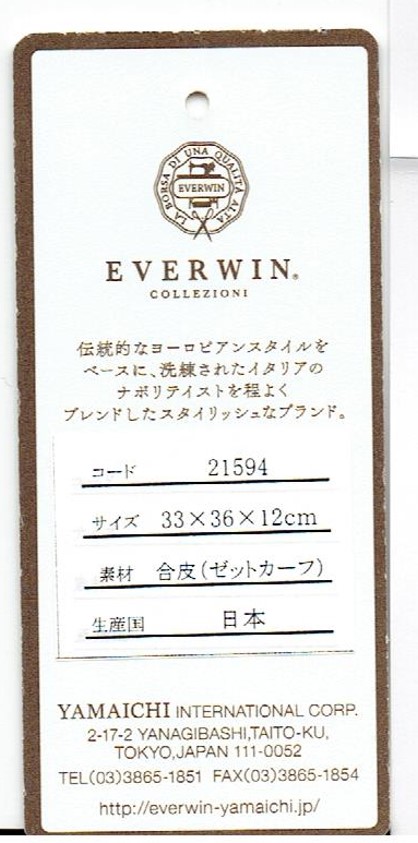 LA BORSA DI UNA QUALITÀ ALTA
EVERWIN
EVERWIN®
COLLEZIONI
伝統的なヨーロピアンスタイルを
ベースに、洗練されたイタリアの
ナポリテイストを程よく
ブレンドしたスタイリッシュなブランド。
コード 21594
サイズ 33×36×12cm
素材 合皮(ゼットカーフ)
生産国 日本
YAMAICHI INTERNATIONAL CORP.
2-17-2 YANAGIBASHI,TAITO-KU,
TOKYO,JAPAN 111-0052
TEL(03)3865-1851 FAX(03)3865-1854
http://everwin-yamaichi.jp/